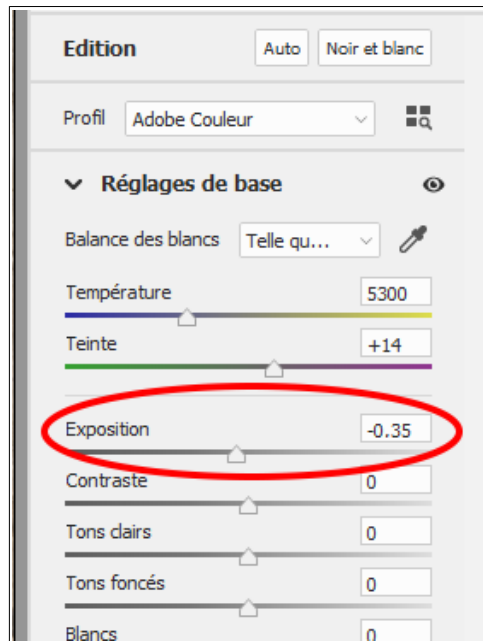 Edition Auto Noir et blanc
Profil Adobe Couleur
Réglages de base
Balance des blancs Telle qu...
Température 5300
Teinte +14
Exposition -0.35
Contraste 0
Tons clairs 0
Tons foncés 0
Blancs 0